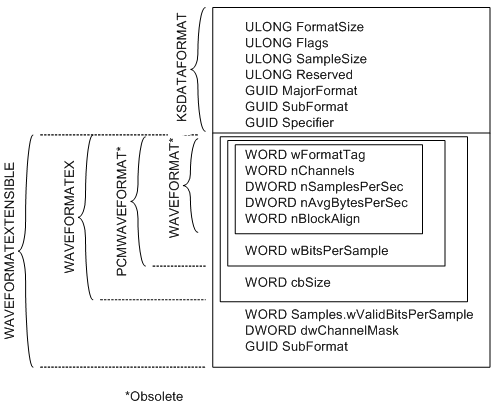 KSDATAFORMAT
ULONG FormatSize
ULONG Flags
ULONG SampleSize
ULONG Reserved
GUID MajorFormat
GUID SubFormat
GUID Specifier
WAVEFORMATEXTENSIBLE
WAVEFORMATEX
PCMWAVEFORMAT*
WAVEFORMAT*
WORD wFormatTag
WORD nChannels
DWORD nSamplesPerSec
DWORD nAvgBytesPerSec
WORD nBlockAlign
WORD wBitsPerSample
WORD cbSize
WORD Samples.wValidBitsPerSample
DWORD dwChannelMask
GUID SubFormat
*Obsolete